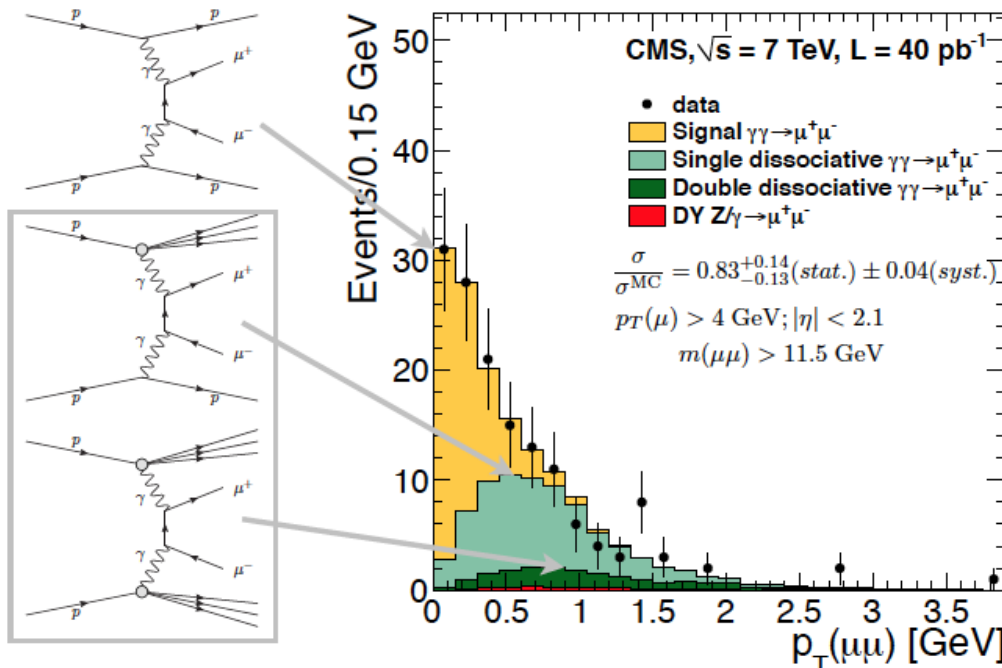 p p
γ μ⁺
γ μ⁻
p p
p
γ μ⁺
γ μ⁻
p p
p
γ μ⁺
γ μ⁻
p
CMS, √s = 7 TeV, L = 40 pb⁻¹
data
Signal γγ→μ⁺μ⁻
Single dissociative γγ→μ⁺μ⁻
Double dissociative γγ→μ⁺μ⁻
DY Z/γ→μ⁺μ⁻
σ/σ^MC = 0.83 +0.14 −0.13 (stat.) ± 0.04(syst.)
p_T(μ) > 4 GeV; |η| < 2.1
m(μμ) > 11.5 GeV
Events/0.15 GeV
50
40
30
20
10
0
0 0.5 1 1.5 2 2.5 3 3.5
p_T(μμ) [GeV]